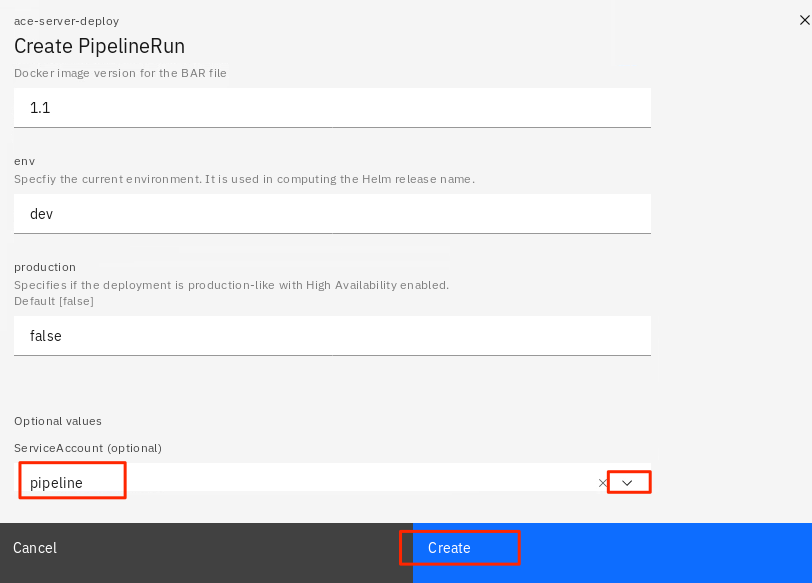 ace-server-deploy
Create PipelineRun
Docker image version for the BAR file
1.1
env
Specfiy the current environment. It is used in computing the Helm release name.
dev
production
Specifies if the deployment is production-like with High Availability enabled.
Default [false]
false
Optional values
ServiceAccount (optional)
pipeline
Cancel
Create